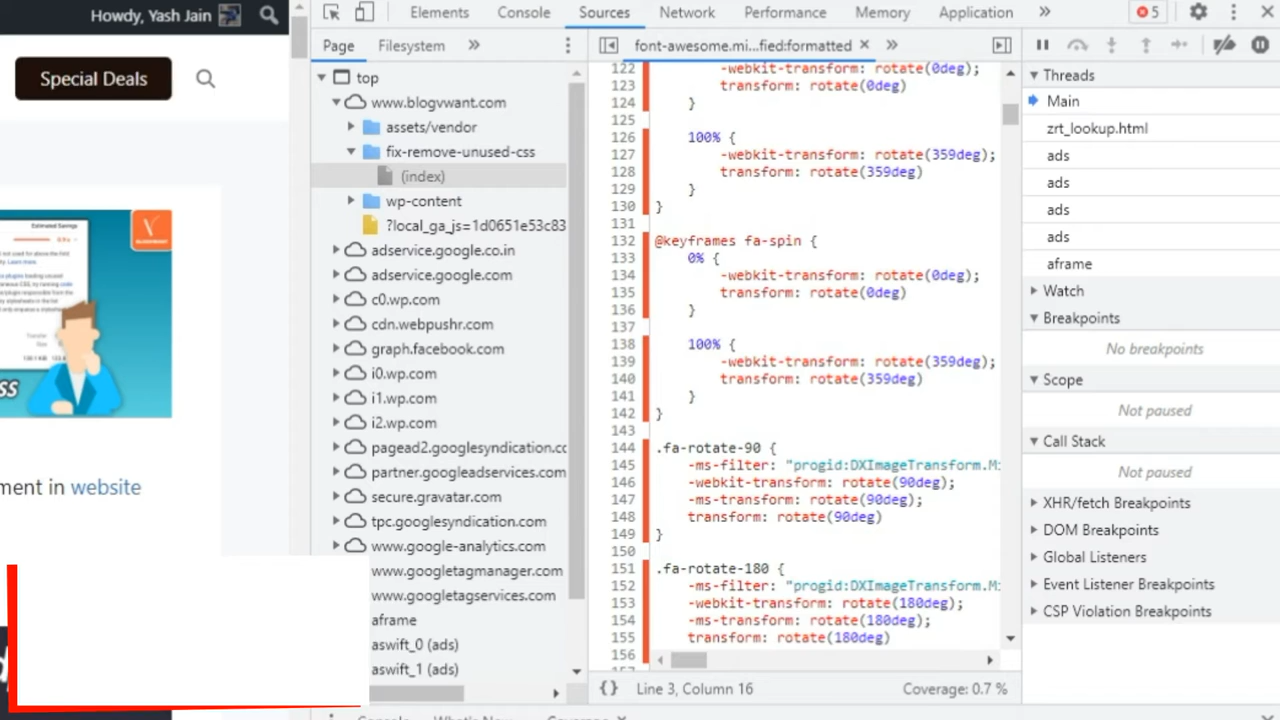 Howdy, Yash Jain
Special Deals
Estimated Savings
SS
ment in website
Elements Console Sources Network Performance Memory Application » 5
Page Filesystem »
top
www.blogvwant.com
assets/vendor
fix-remove-unused-css
(index)
wp-content
?local_ga_js=1d0651e53c83
adservice.google.co.in
adservice.google.com
c0.wp.com
cdn.webpushr.com
graph.facebook.com
i0.wp.com
i1.wp.com
i2.wp.com
pagead2.googlesyndication.cc
partner.googleadservices.com
secure.gravatar.com
tpc.googlesyndication.com
www.google-analytics.com
www.googletagmanager.com
www.googletagservices.com
aframe
aswift_0 (ads)
aswift_1 (ads)
font-awesome.mi...fied:formatted × »
122 -webkit-transform: rotate(0deg);
123 transform: rotate(0deg)
124 }
125
126 100% {
127 -webkit-transform: rotate(359deg);
128 transform: rotate(359deg)
129 }
130 }
131
132 @keyframes fa-spin {
133 0% {
134 -webkit-transform: rotate(0deg);
135 transform: rotate(0deg)
136 }
137
138 100% {
139 -webkit-transform: rotate(359deg);
140 transform: rotate(359deg)
141 }
142 }
143
144 .fa-rotate-90 {
145 -ms-filter: "progid:DXImageTransform.Mi
146 -webkit-transform: rotate(90deg);
147 -ms-transform: rotate(90deg);
148 transform: rotate(90deg)
149 }
150
151 .fa-rotate-180 {
152 -ms-filter: "progid:DXImageTransform.Mi
153 -webkit-transform: rotate(180deg);
154 -ms-transform: rotate(180deg);
155 transform: rotate(180deg)
156
{} Line 3, Column 16 Coverage: 0.7 %
Threads
Main
zrt_lookup.html
ads
ads
ads
ads
aframe
Watch
Breakpoints
No breakpoints
Scope
Not paused
Call Stack
Not paused
XHR/fetch Breakpoints
DOM Breakpoints
Global Listeners
Event Listener Breakpoints
CSP Violation Breakpoints
Console What's New Coverage ×